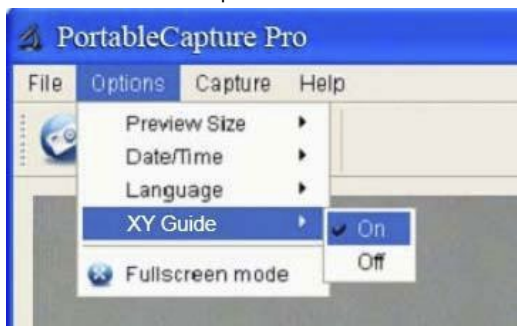 PortableCapture Pro
File Options Capture Help
Preview Size
Date/Time
Language
XY Guide
On
Off
Fullscreen mode